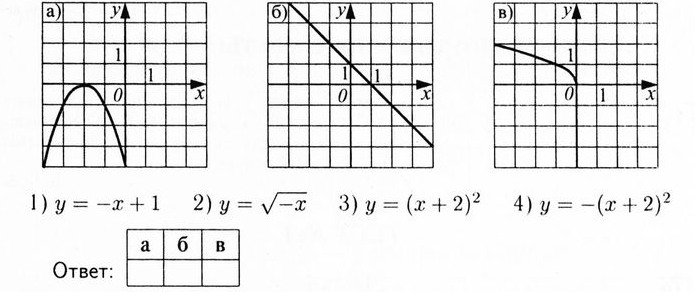 а) y б) y в) y
1 1 1 1 1 1
0 x 0 x 0 x
1) y = −x + 1 2) y = √−x 3) y = (x + 2)² 4) y = −(x + 2)²
а б в
Ответ: